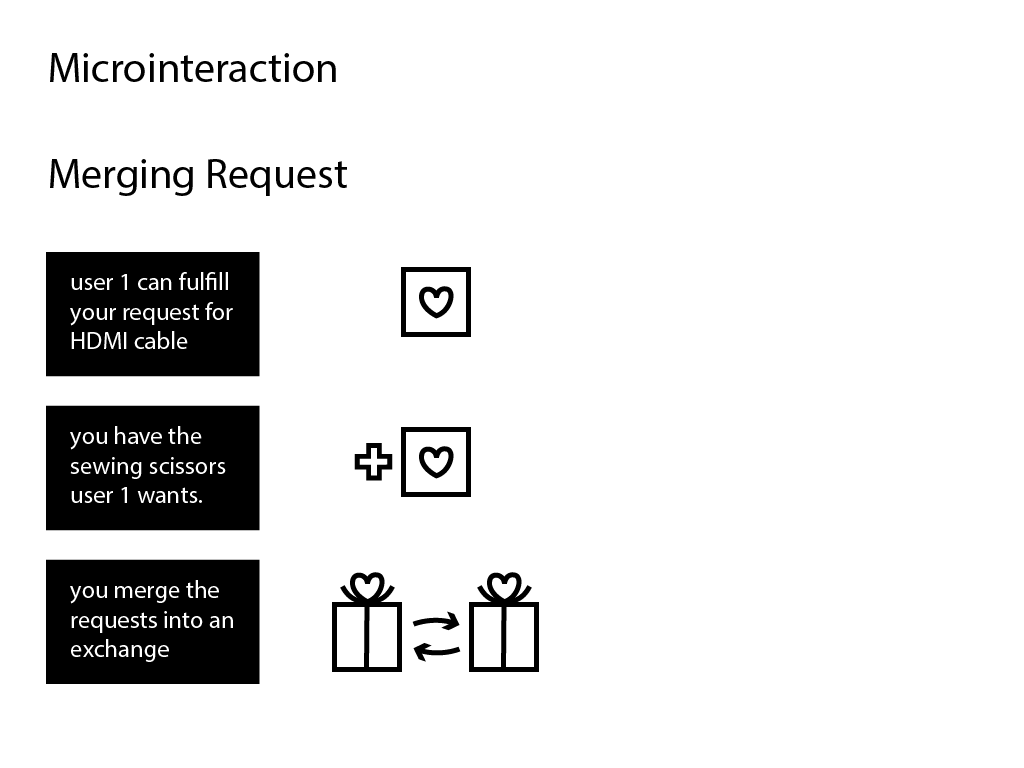 Microinteraction
Merging Request
user 1 can fulfill
your request for
HDMI cable
you have the
sewing scissors
user 1 wants.
you merge the
requests into an
exchange